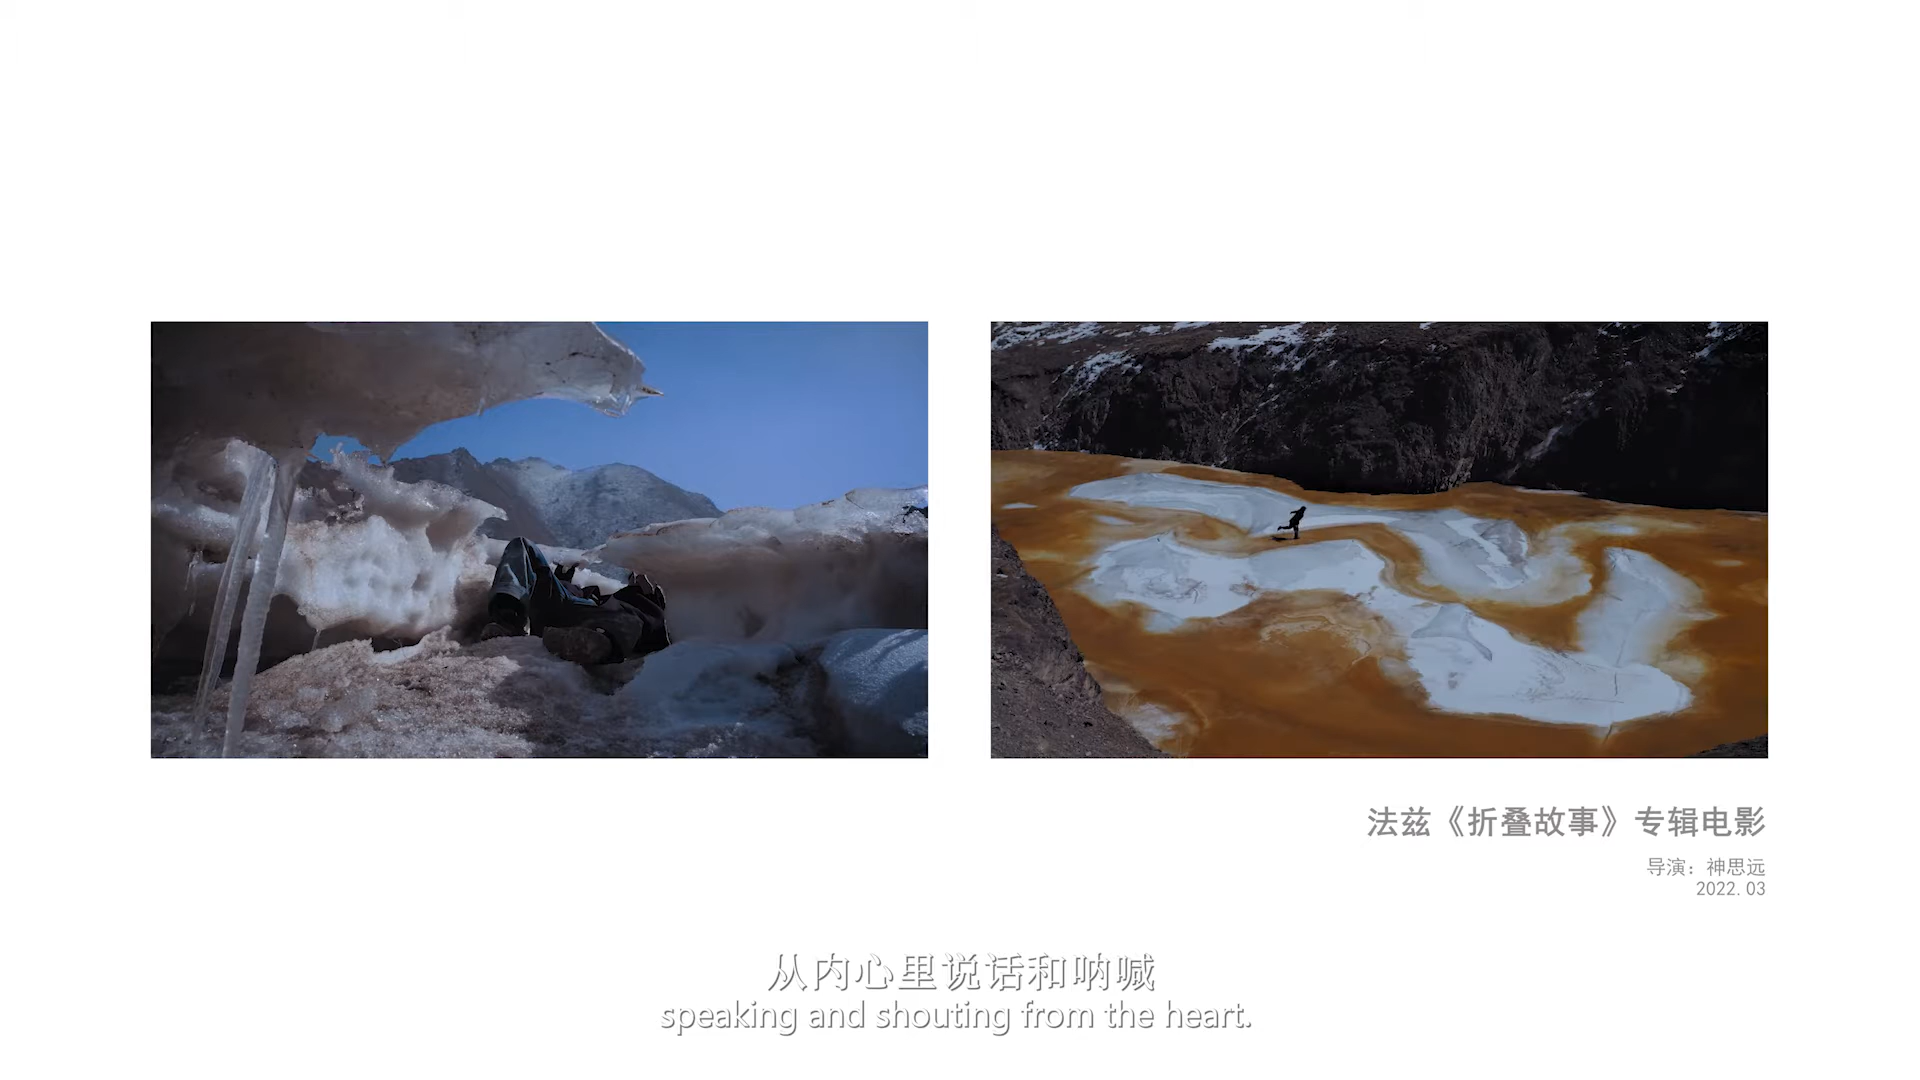 法兹《折叠故事》专辑电影
导演：神思远
2022.03
从内心里说话和呐喊
speaking and shouting from the heart.